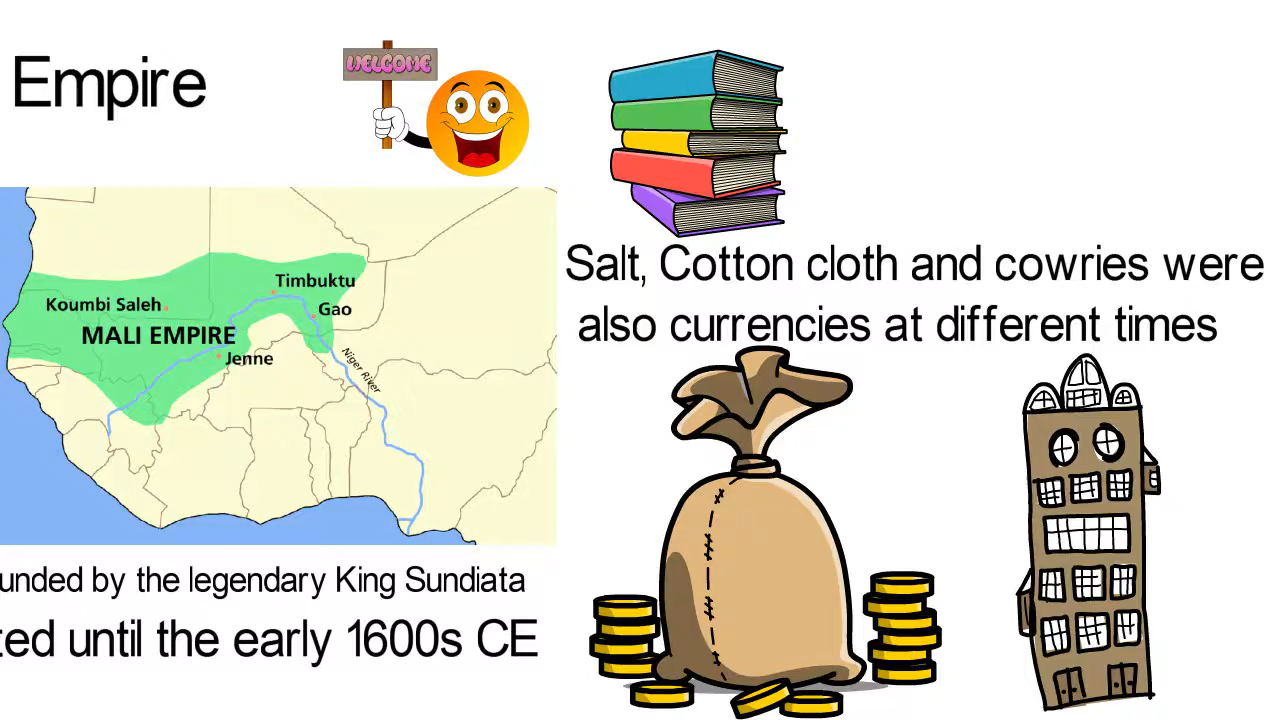 Empire
WELCOME
Timbuktu
Koumbi Saleh
Gao
MALI EMPIRE
Jenne
Niger River
Salt, Cotton cloth and cowries were
also currencies at different times
unded by the legendary King Sundiata
ted until the early 1600s CE